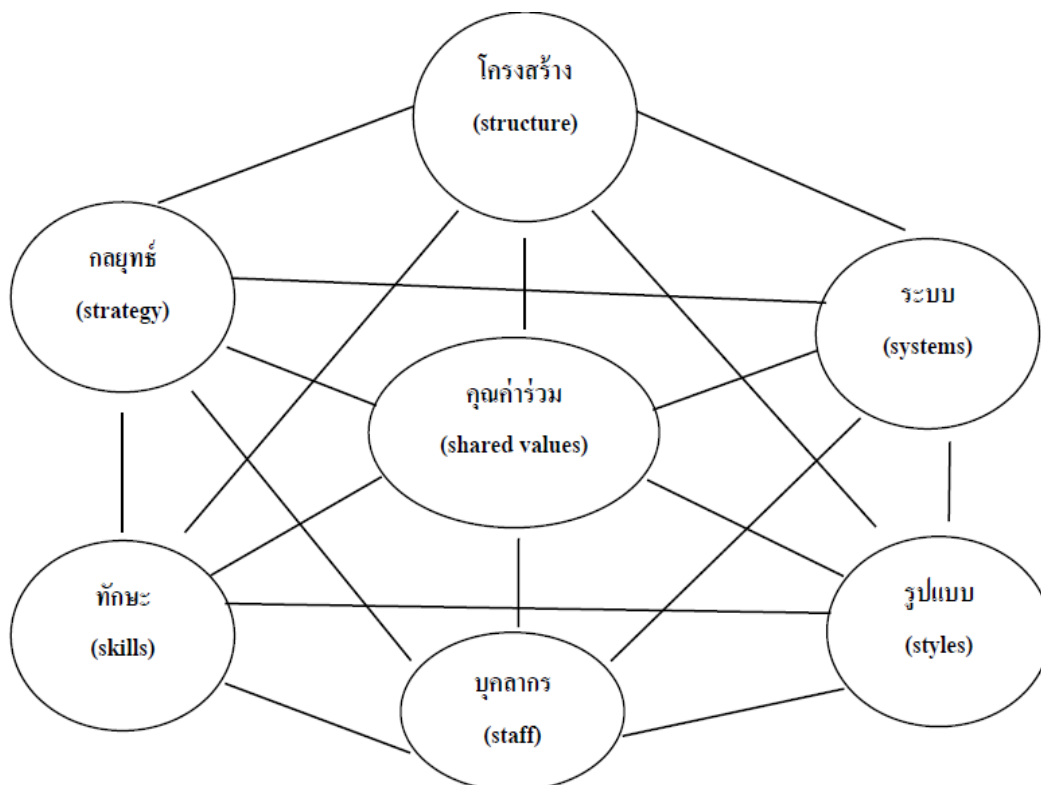 โครงสร้าง
(structure)
กลยุทธ์
(strategy)
ระบบ
(systems)
คุณค่าร่วม
(shared values)
ทักษะ
(skills)
รูปแบบ
(styles)
บุคลากร
(staff)